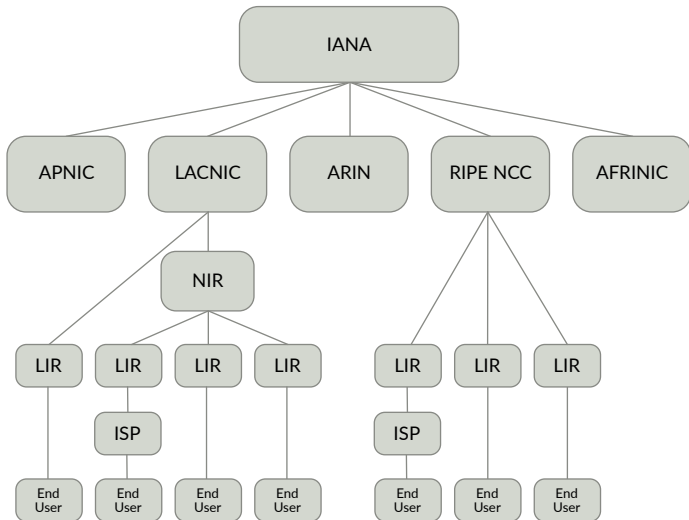 IANA
APNIC
LACNIC
ARIN
RIPE NCC
AFRINIC
NIR
LIR
LIR
LIR
LIR
LIR
LIR
LIR
ISP
ISP
End
User
End
User
End
User
End
User
End
User
End
User
End
User